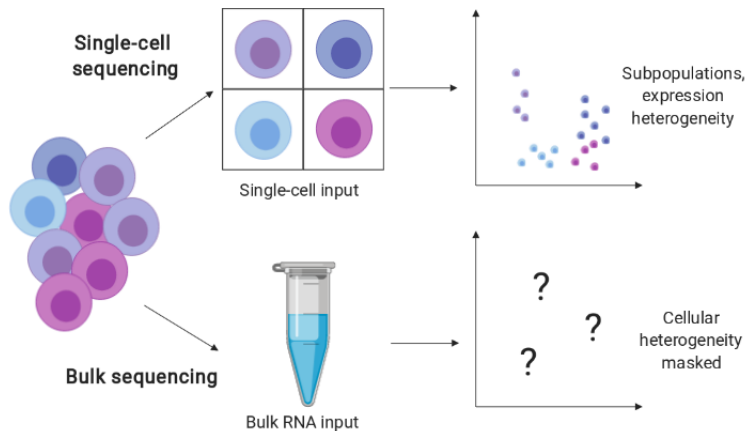 Single-cell
sequencing
Single-cell input
Subpopulations,
expression
heterogeneity
Bulk sequencing
Bulk RNA input
?
?
?
Cellular
heterogeneity
masked